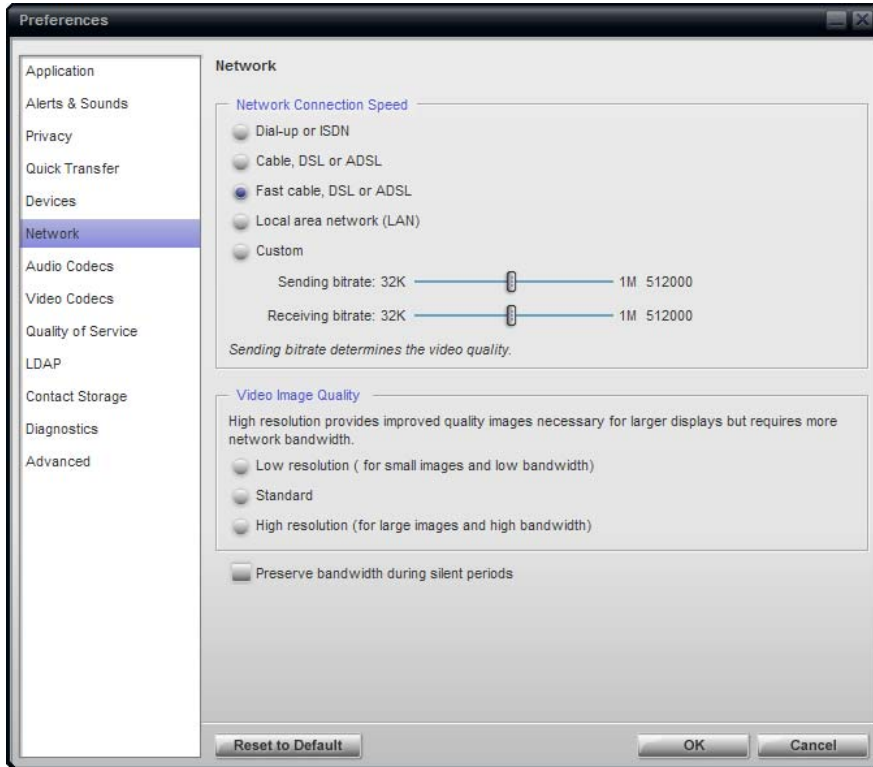 Preferences
Application
Alerts & Sounds
Privacy
Quick Transfer
Devices
Network
Audio Codecs
Video Codecs
Quality of Service
LDAP
Contact Storage
Diagnostics
Advanced
Network
Network Connection Speed
Dial-up or ISDN
Cable, DSL or ADSL
Fast cable, DSL or ADSL
Local area network (LAN)
Custom
Sending bitrate: 32K 1M 512000
Receiving bitrate: 32K 1M 512000
Sending bitrate determines the video quality.
Video Image Quality
High resolution provides improved quality images necessary for larger displays but requires more
network bandwidth.
Low resolution ( for small images and low bandwidth)
Standard
High resolution (for large images and high bandwidth)
Preserve bandwidth during silent periods
Reset to Default
OK
Cancel